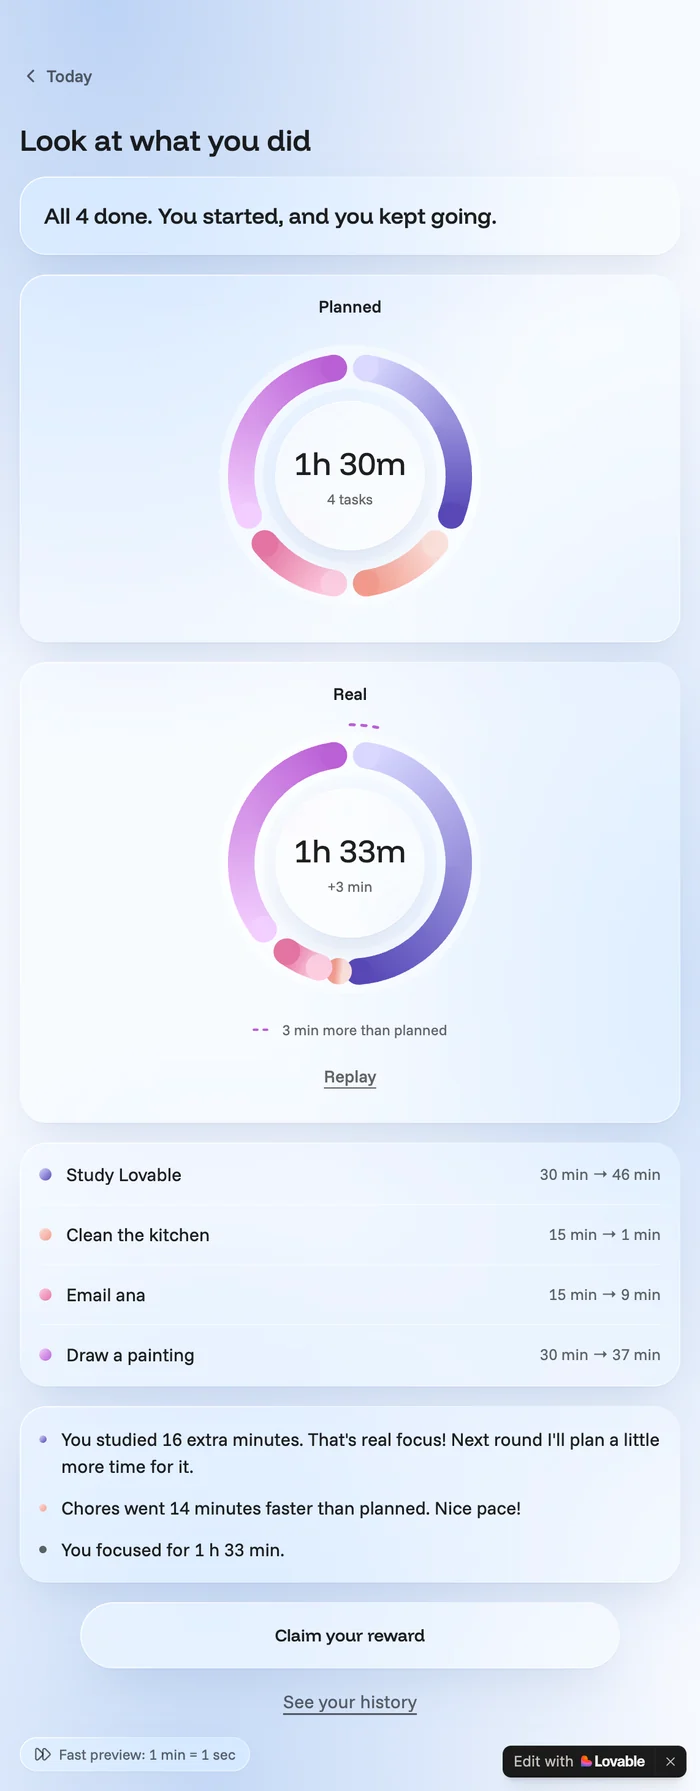 Today
Look at what you did
All 4 done. You started, and you kept going.
Planned
1h 30m
4 tasks
Real
1h 33m
+3 min
3 min more than planned
Replay
Study Lovable 30 min → 46 min
Clean the kitchen 15 min → 1 min
Email ana 15 min → 9 min
Draw a painting 30 min → 37 min
You studied 16 extra minutes. That's real focus! Next round I'll plan a little
more time for it.
Chores went 14 minutes faster than planned. Nice pace!
You focused for 1 h 33 min.
Claim your reward
See your history
Fast preview: 1 min = 1 sec
Edit with Lovable ×